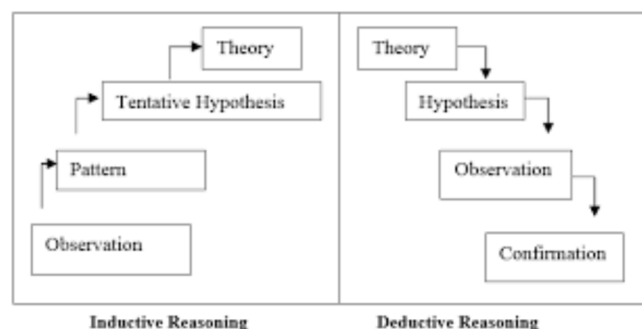 Theory
Tentative Hypothesis
Pattern
Observation
Inductive Reasoning
Theory
Hypothesis
Observation
Confirmation
Deductive Reasoning